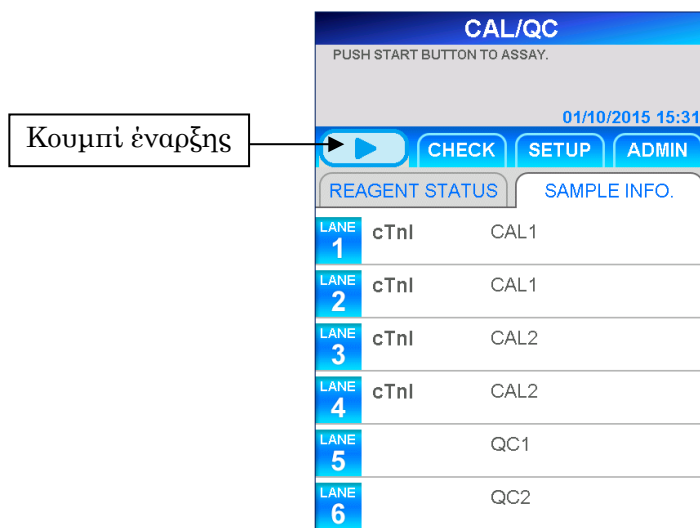 CAL/QC
PUSH START BUTTON TO ASSAY.
01/10/2015 15:31
Κουμπί έναρξης
CHECK SETUP ADMIN
REAGENT STATUS SAMPLE INFO.
LANE 1 cTnI CAL1
LANE 2 cTnI CAL1
LANE 3 cTnI CAL2
LANE 4 cTnI CAL2
LANE 5 QC1
LANE 6 QC2